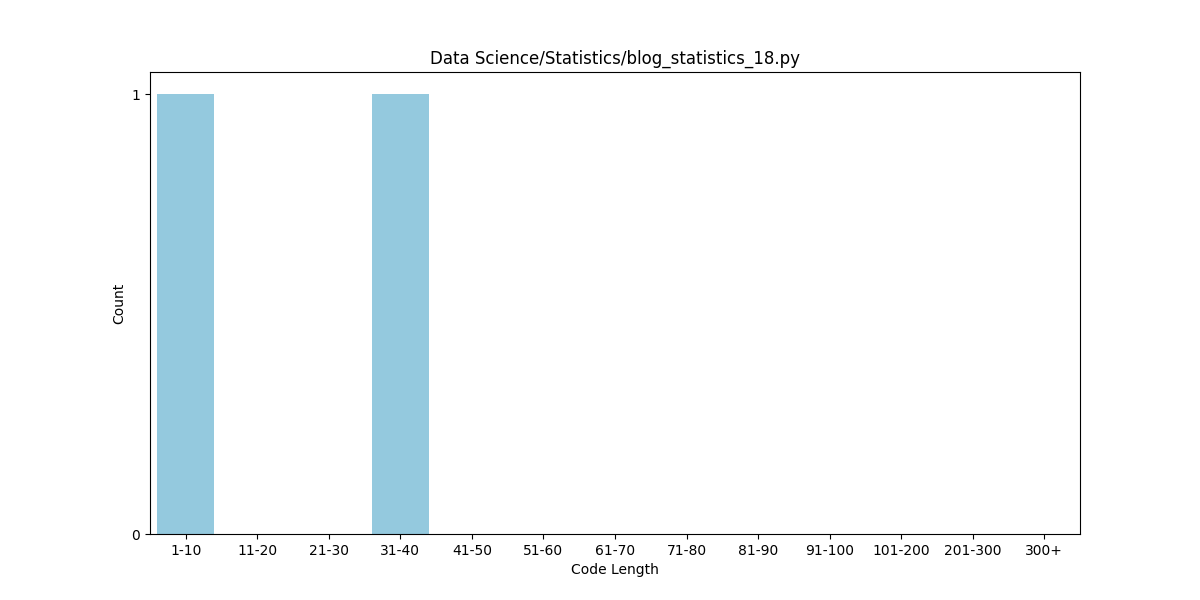 Data Science/Statistics/blog_statistics_18.py
1
Count
0
1-10 11-20 21-30 31-40 41-50 51-60 61-70 71-80 81-90 91-100 101-200 201-300 300+
Code Length